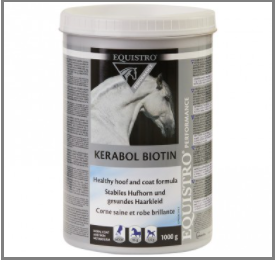 EQUISTRO
KERABOL BIOTIN
Healthy hoof and coat formula
Stabiles Hufhorn und
gesundes Haarkleid
Corne saine et robe brillante
1000 g
EQUISTRO PERFORMANCE